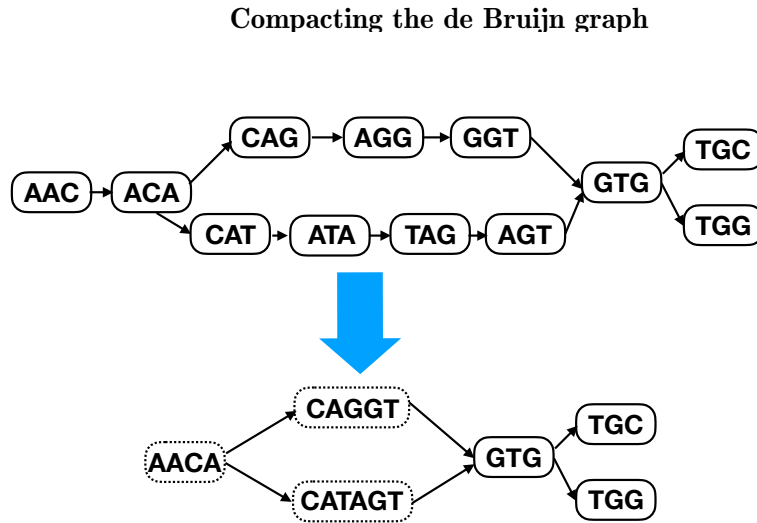 Compacting the de Bruijn graph
CAG AGG GGT
TGC
AAC ACA
GTG
CAT ATA TAG AGT
TGG
CAGGT
TGC
AACA
GTG
CATAGT
TGG